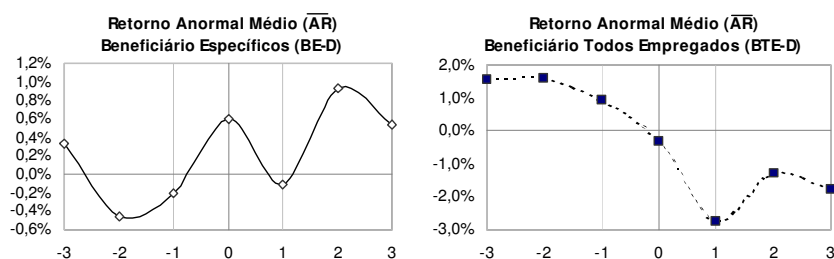 Retorno Anormal Médio (AR)
Beneficiário Específicos (BE-D)
1,2%
1,0%
0,8%
0,6%
0,4%
0,2%
0,0%
-0,2%
-0,4%
-0,6%
-3 -2 -1 0 1 2 3
Retorno Anormal Médio (AR)
Beneficiário Todos Empregados (BTE-D)
2,0%
1,0%
0,0%
-1,0%
-2,0%
-3,0%
-3 -2 -1 0 1 2 3